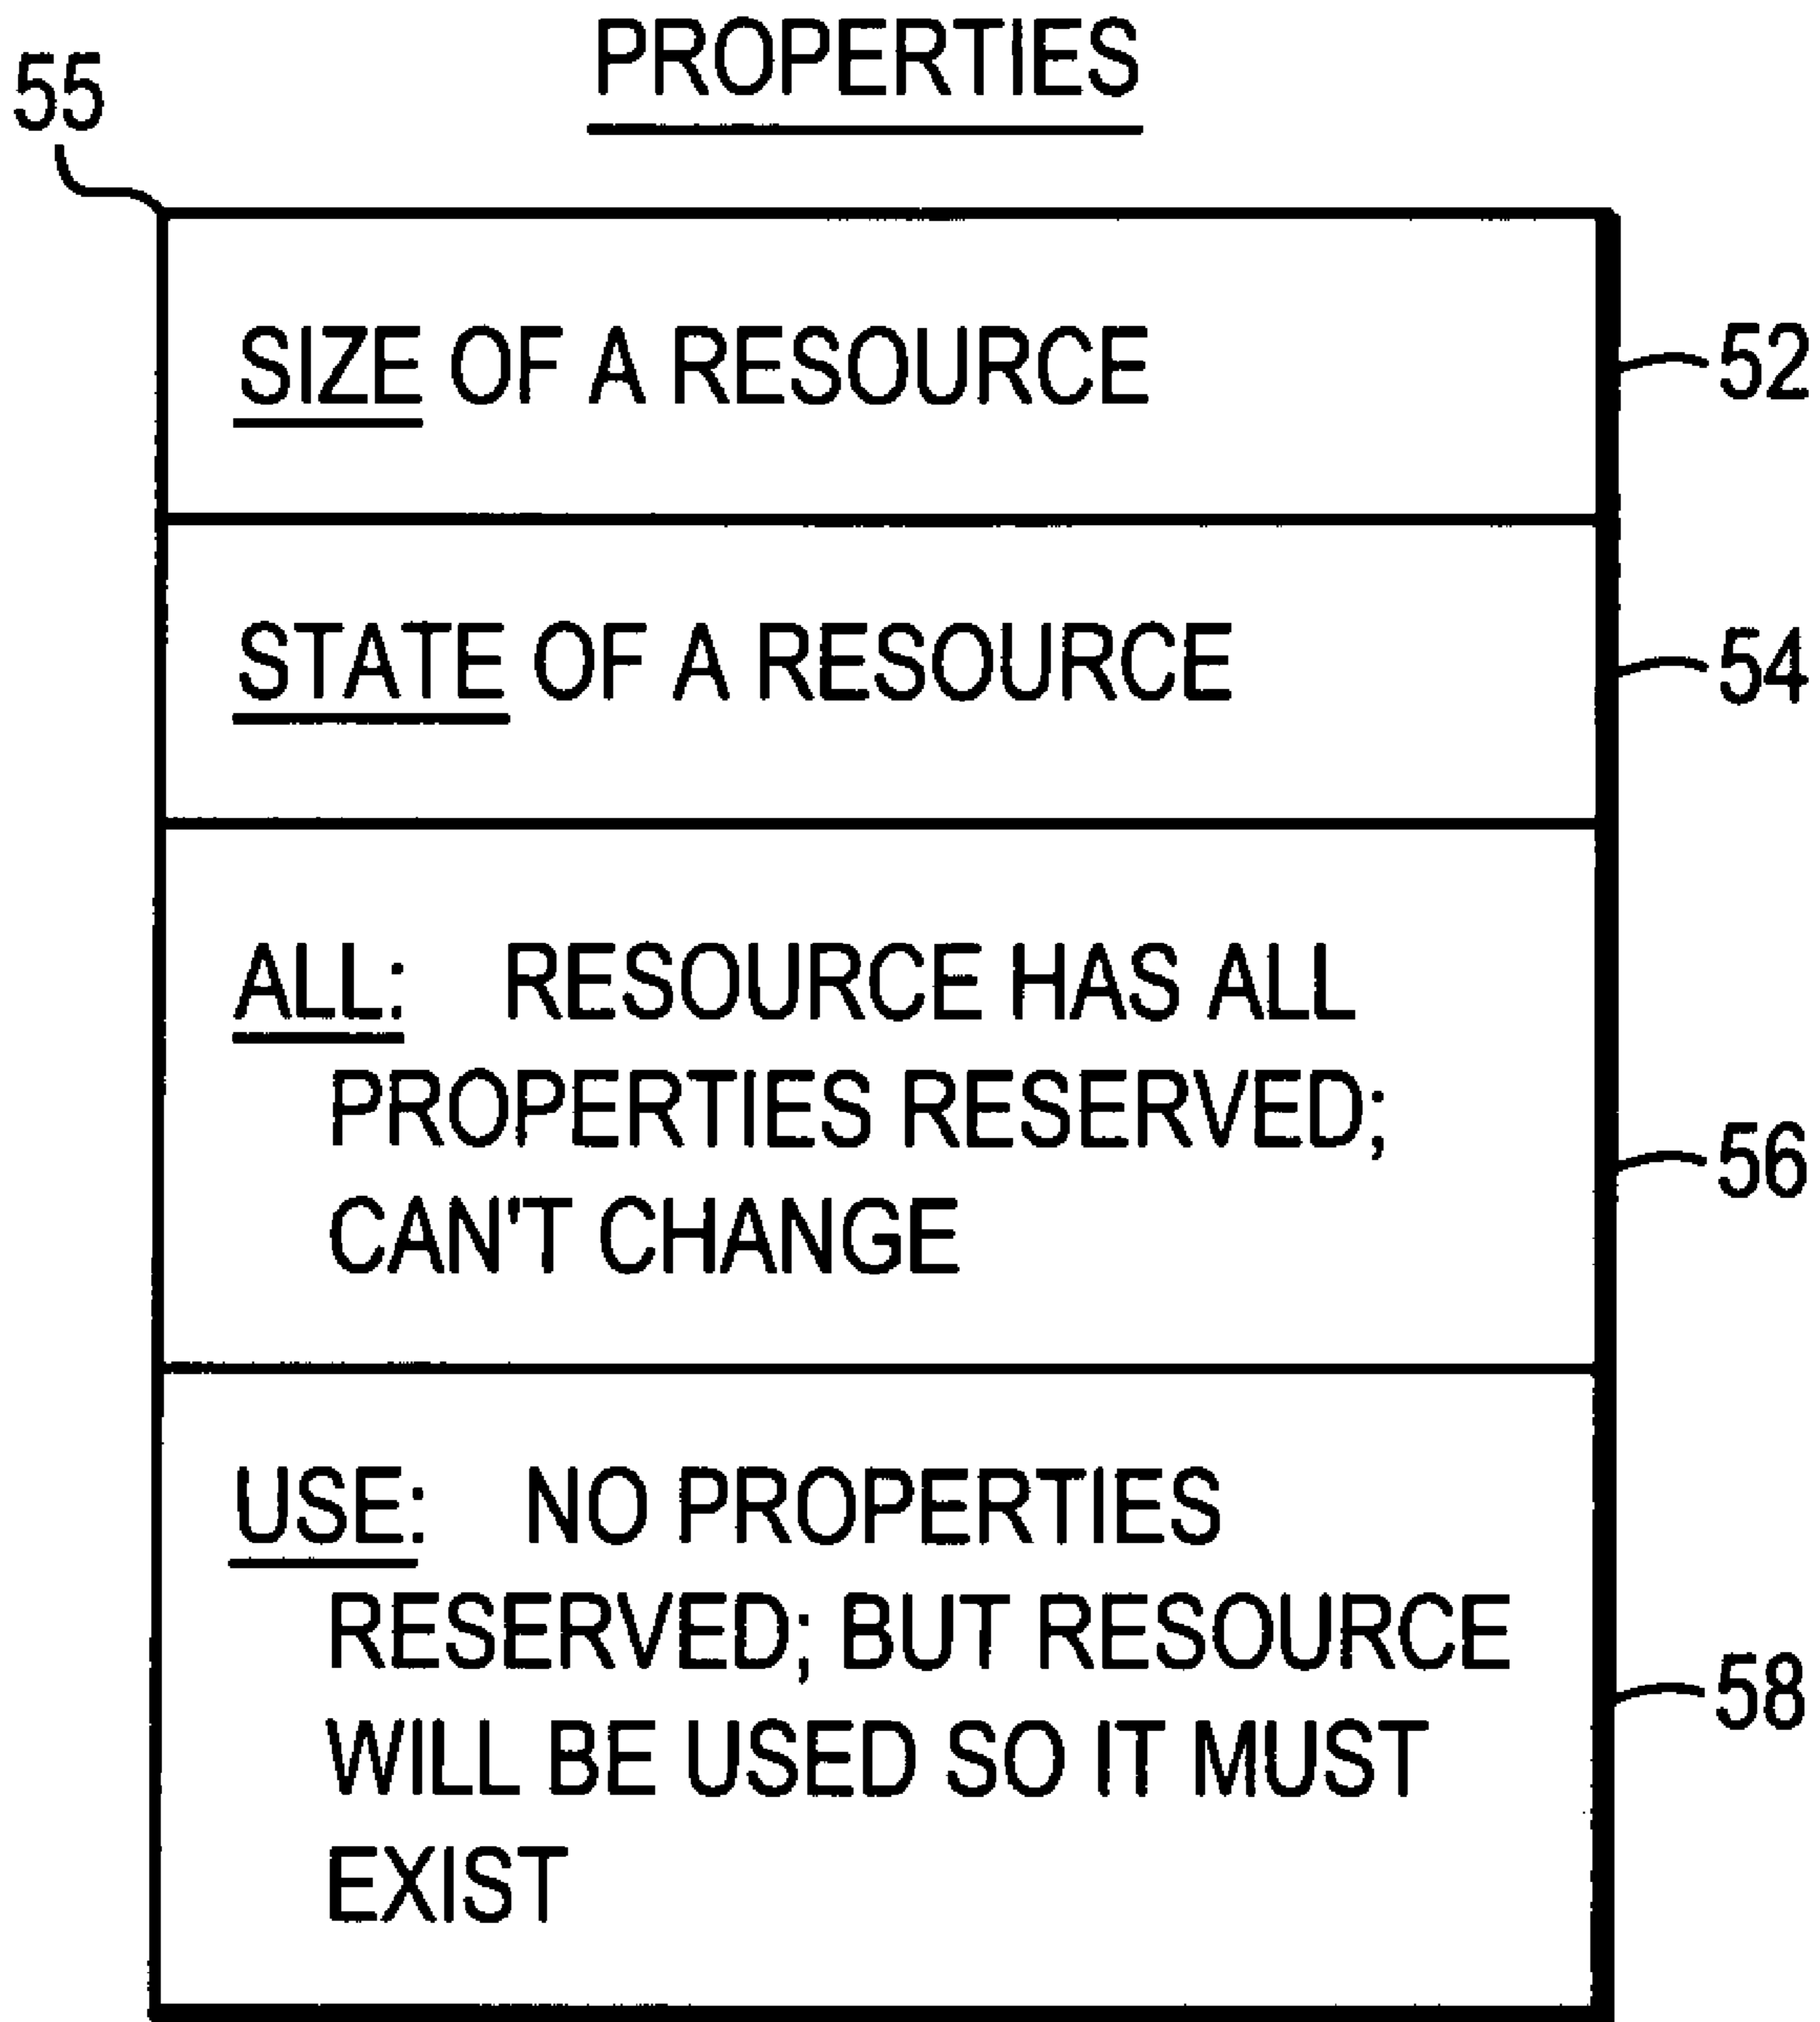 PROPERTIES
55
SIZE OF A RESOURCE
52
STATE OF A RESOURCE
54
ALL: RESOURCE HAS ALL
PROPERTIES RESERVED;
CAN'T CHANGE
56
USE: NO PROPERTIES
RESERVED; BUT RESOURCE
WILL BE USED SO IT MUST
EXIST
58